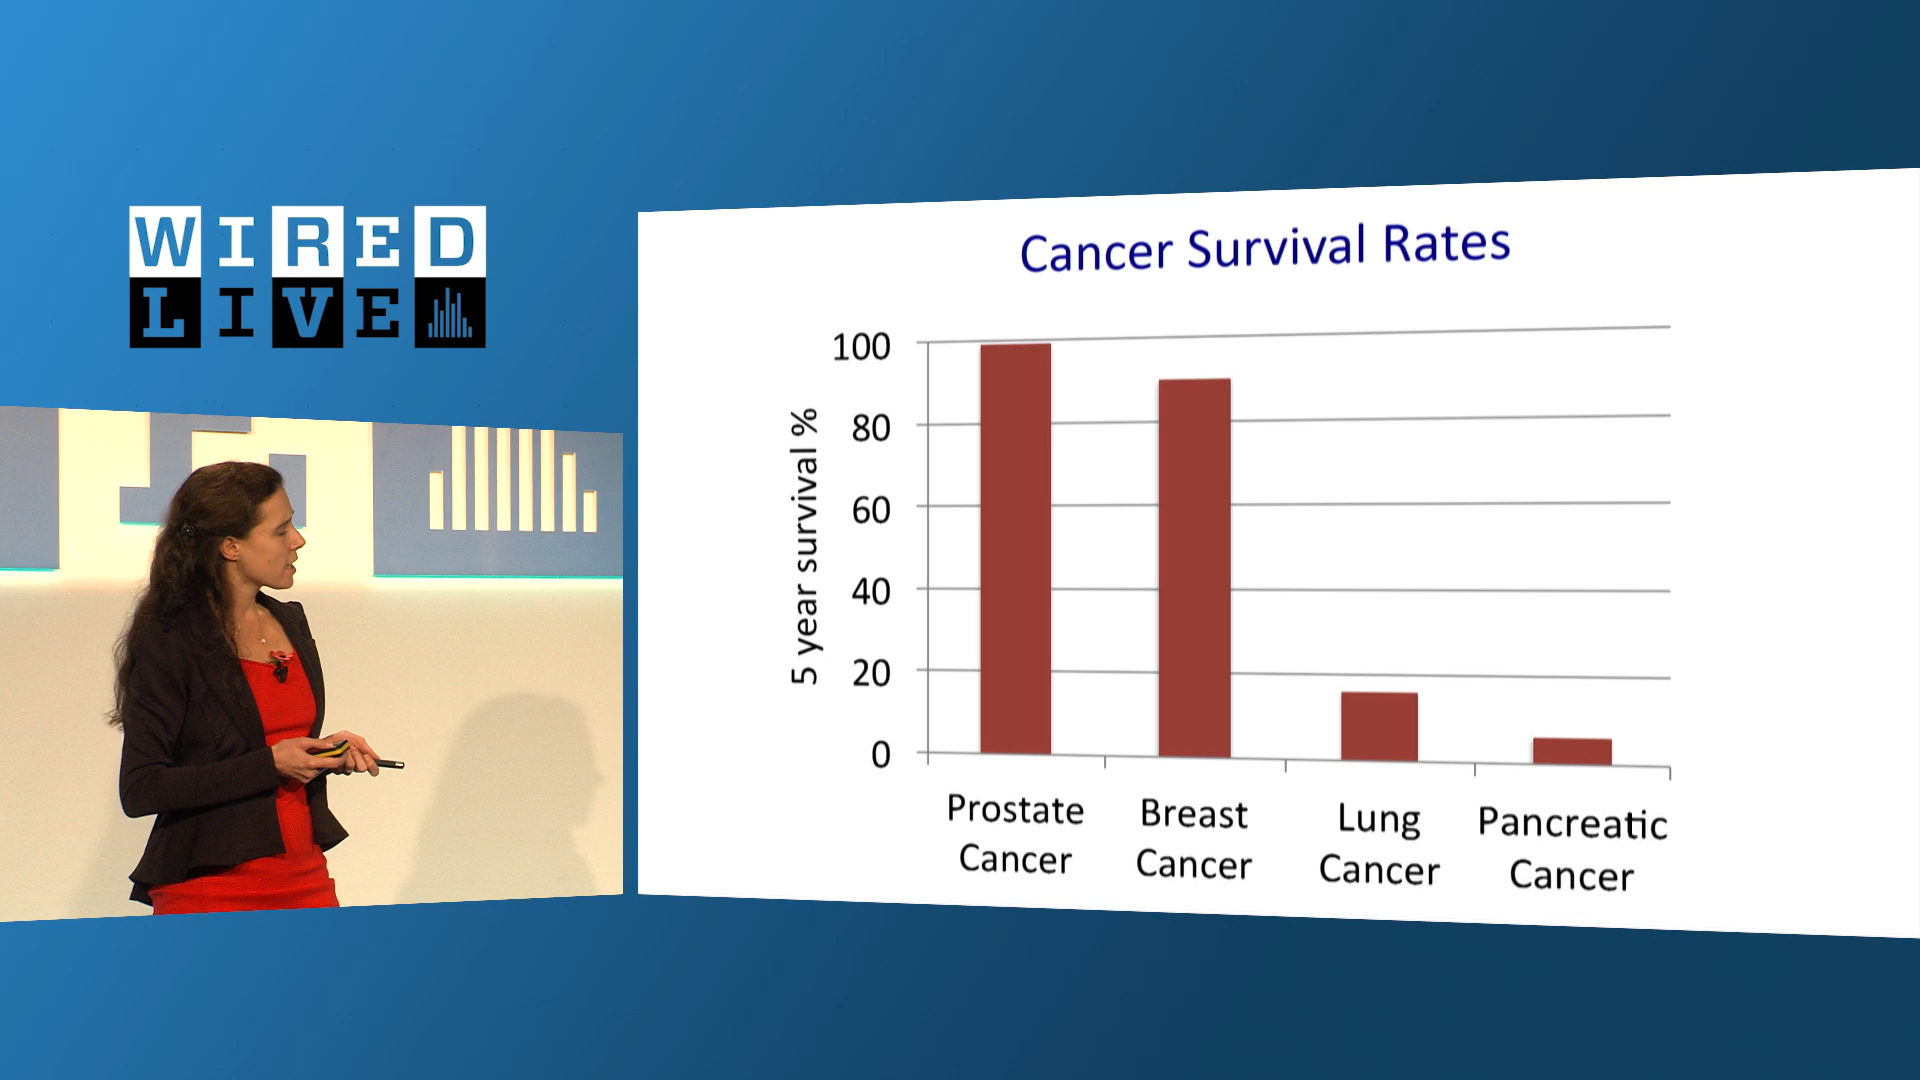 WIRED
LIVE
Cancer Survival Rates
5 year survival %
100
80
60
40
20
0
Prostate
Cancer
Breast
Cancer
Lung
Cancer
Pancreatic
Cancer